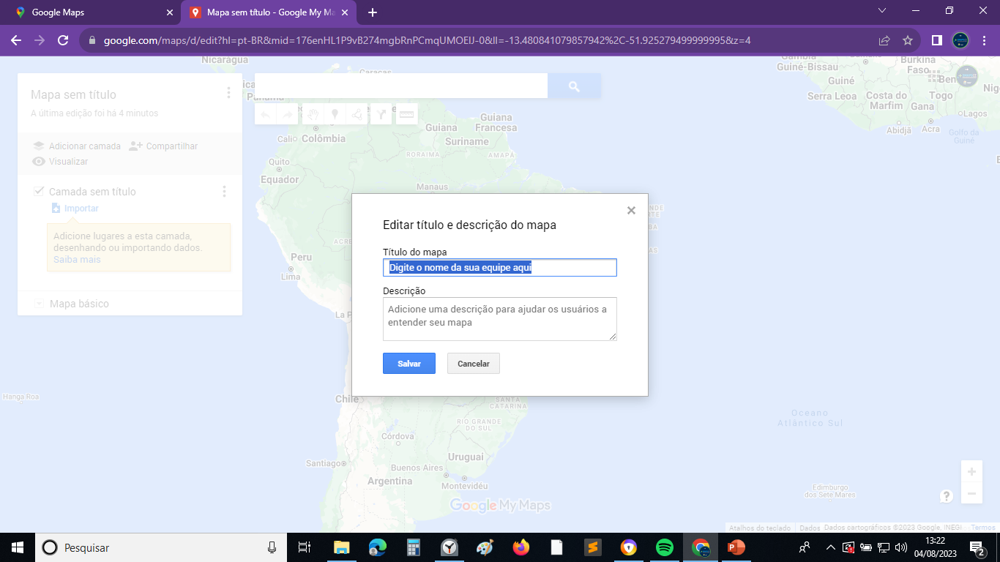 Google Maps
Mapa sem título - Google My Ma
google.com/maps/d/edit?hl=pt-BR&mid=176enHL1P9vB274mgbRnPCmqUMOEIJ-0&ll=-13.480841079857942%2C-51.925279499999995&z=4
Nicarágua
Caracas
Guiné-Bissau
Burkina
Faso
Guiné
Serra Leoa
Costa do
Marfim
Togo
Gana
Lagos
Abidjã
Acra
Golfo da
Guiné
Mapa sem título
A última edição foi há 4 minutos
Adicionar camada
Compartilhar
Visualizar
Camada sem título
Importar
Adicione lugares a esta camada,
desenhando ou importando dados.
Saiba mais
Mapa básico
Guiana
Guiana
Francesa
Suriname
Cali
Colômbia
RORAIMA
AMAPÁ
Quito
Equador
Manaus
Peru
Lima
Editar título e descrição do mapa
Título do mapa
Digite o nome da sua equipe aqui
Descrição
Adicione uma descrição para ajudar os usuários a
entender seu mapa
Salvar
Cancelar
Hanga Roa
Chile
SANTA
CATARINA
RIO GRANDE
DO SUL
Córdova
Uruguai
Santiago
Buenos Aires
Argentina
Montevidéu
Oceano
Atlântico Sul
Edimburgo
dos Sete Mares
Google My Maps
?
Atalhos do teclado
Dados
Dados cartográficos ©2023 Google, INEGI
Termos
Pesquisar
13:22
04/08/2023
2